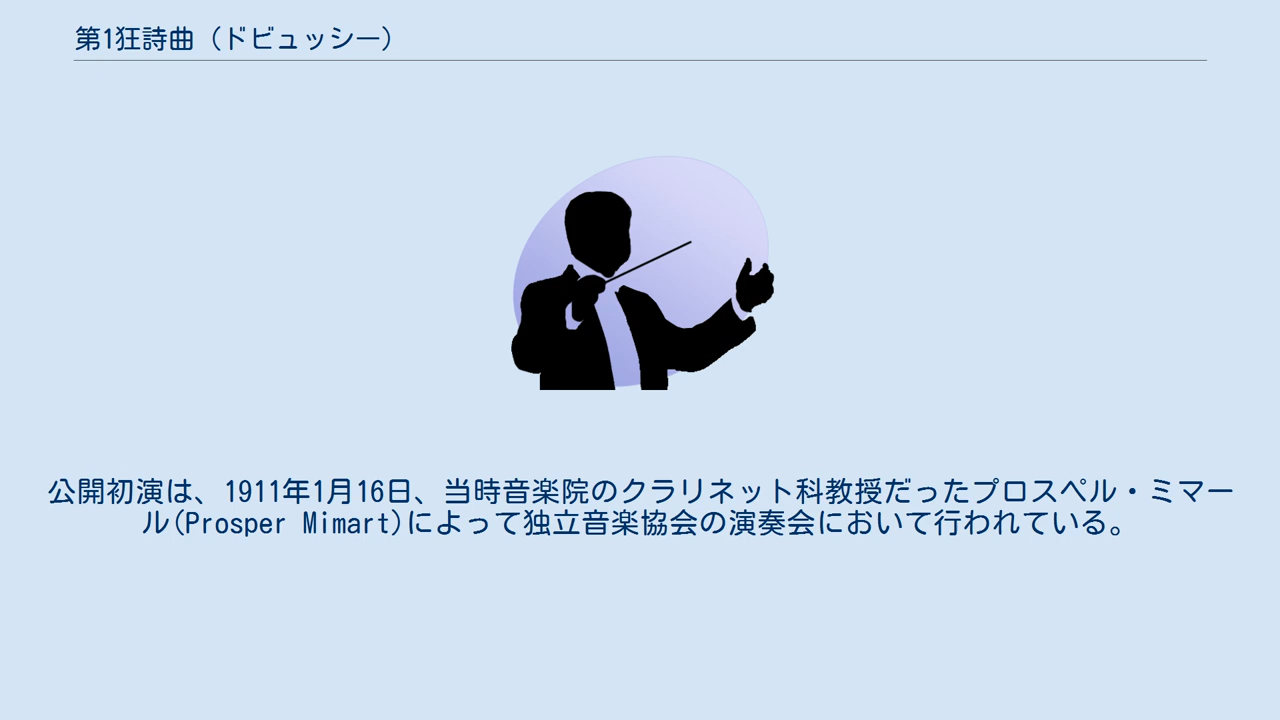 第1狂詩曲（ドビュッシー）
公開初演は、1911年1月16日、当時音楽院のクラリネット科教授だったプロスペル・ミマー
ル(Prosper Mimart)によって独立音楽協会の演奏会において行われている。